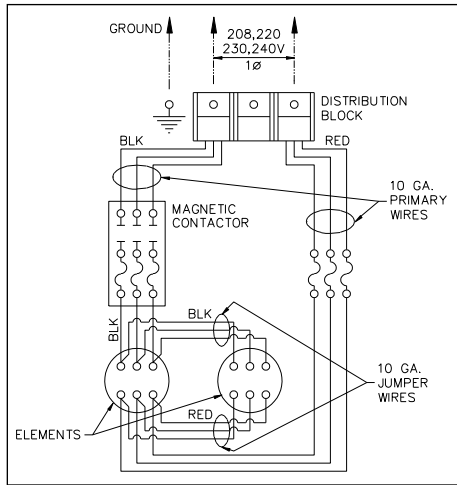 GROUND
208,220
230,240V
1Ø
DISTRIBUTION
BLOCK
BLK
RED
10 GA.
PRIMARY
WIRES
MAGNETIC
CONTACTOR
BLK
BLK
10 GA.
JUMPER
WIRES
RED
ELEMENTS